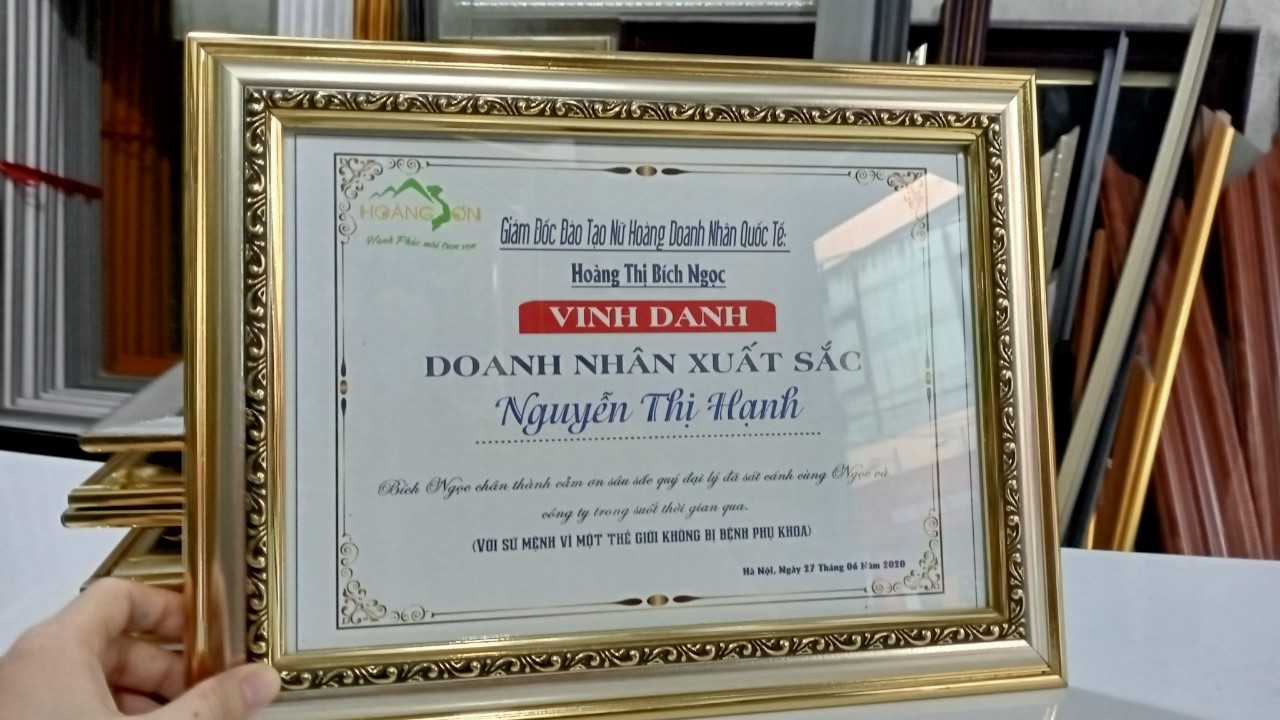 HOÀNG SƠN
Hạnh Phúc mãi trọn vẹn
Giám Đốc Đào Tạo Nữ Hoàng Doanh Nhân Quốc Tế:
Hoàng Thị Bích Ngọc
VINH DANH
DOANH NHÂN XUẤT SẮC
Nguyễn Thị Hạnh
Bích Ngọc chân thành cảm ơn sâu sắc quý đại lý đã sát cánh cùng Ngọc và
công ty trong suốt thời gian qua.
(VỚI SỨ MỆNH VÌ MỘT THẾ GIỚI KHÔNG BỊ BỆNH PHỤ KHOA)
Hà Nội, Ngày 27 Tháng 06 Năm 2020